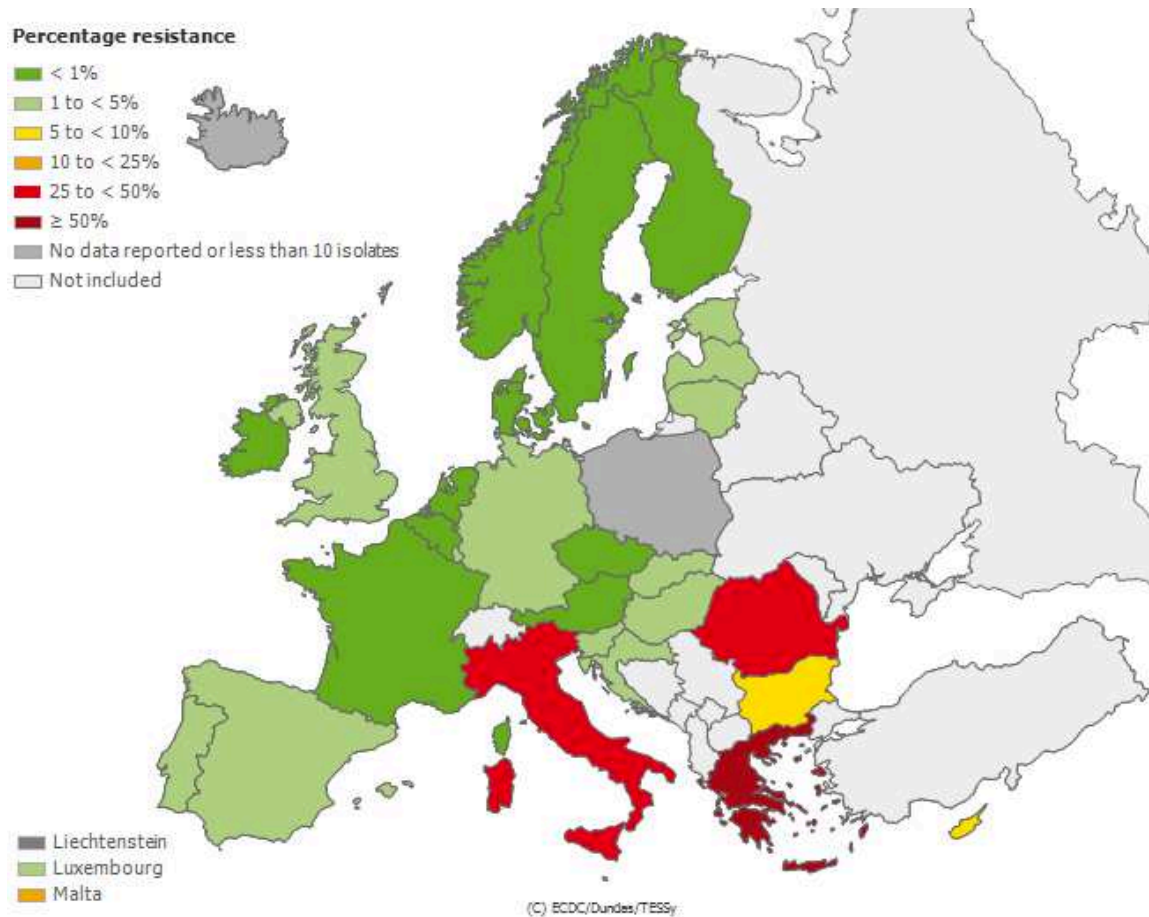 Percentage resistance
< 1%
1 to < 5%
5 to < 10%
10 to < 25%
25 to < 50%
≥ 50%
No data reported or less than 10 isolates
Not included
Liechtenstein
Luxembourg
Malta
(C) ECDC/Dundas/TESSy